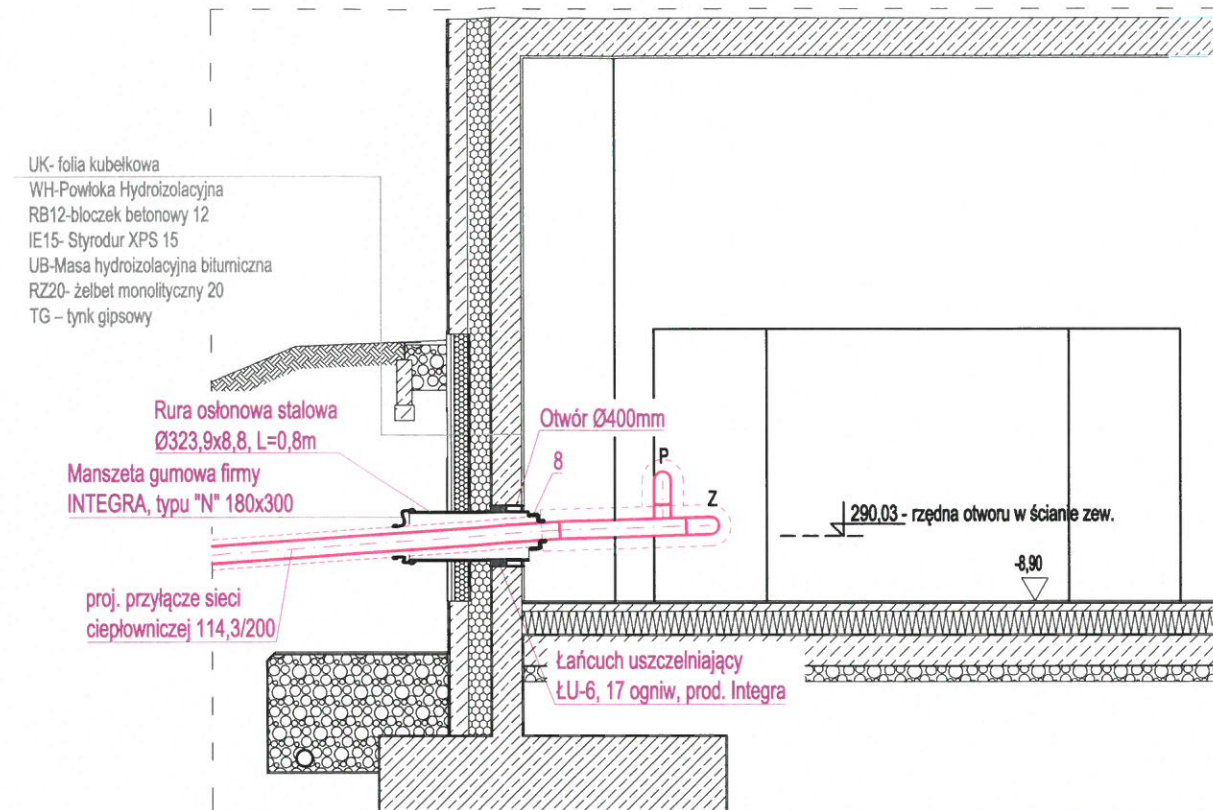 UK- folia kubełkowa
WH-Powłoka Hydroizolacyjna
RB12-bloczek betonowy 12
IE15- Styrodur XPS 15
UB-Masa hydroizolacyjna bitumiczna
RZ20- żelbet monolityczny 20
TG – tynk gipsowy
Rura osłonowa stalowa
Ø323,9x8,8, L=0,8m
Manszeta gumowa firmy
INTEGRA, typu "N" 180x300
Otwór Ø400mm
8
P
Z
290,03 - rzędna otworu w ścianie zew.
-8,90
proj. przyłącze sieci
ciepłowniczej 114,3/200
Łańcuch uszczelniający
ŁU-6, 17 ogniw, prod. Integra